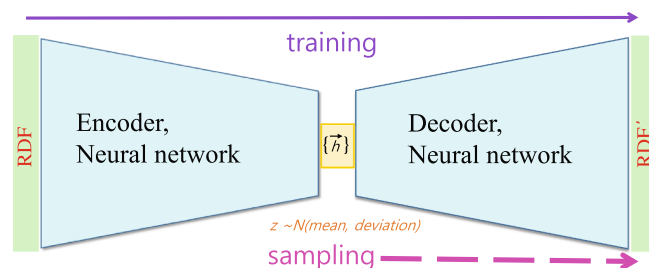 training
RDF
Encoder,
Neural network
{h⃗}
Decoder,
Neural network
RDF′
z ~N(mean, deviation)
sampling